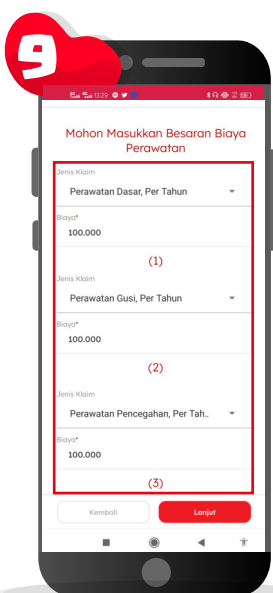 9
13:29
Mohon Masukkan Besaran Biaya
Perawatan
Jenis Klaim
Perawatan Dasar, Per Tahun
Biaya*
100.000
(1)
Jenis Klaim
Perawatan Gusi, Per Tahun
Biaya*
100.000
(2)
Jenis Klaim
Perawatan Pencegahan, Per Tah..
Biaya*
100.000
(3)
Kembali
Lanjut